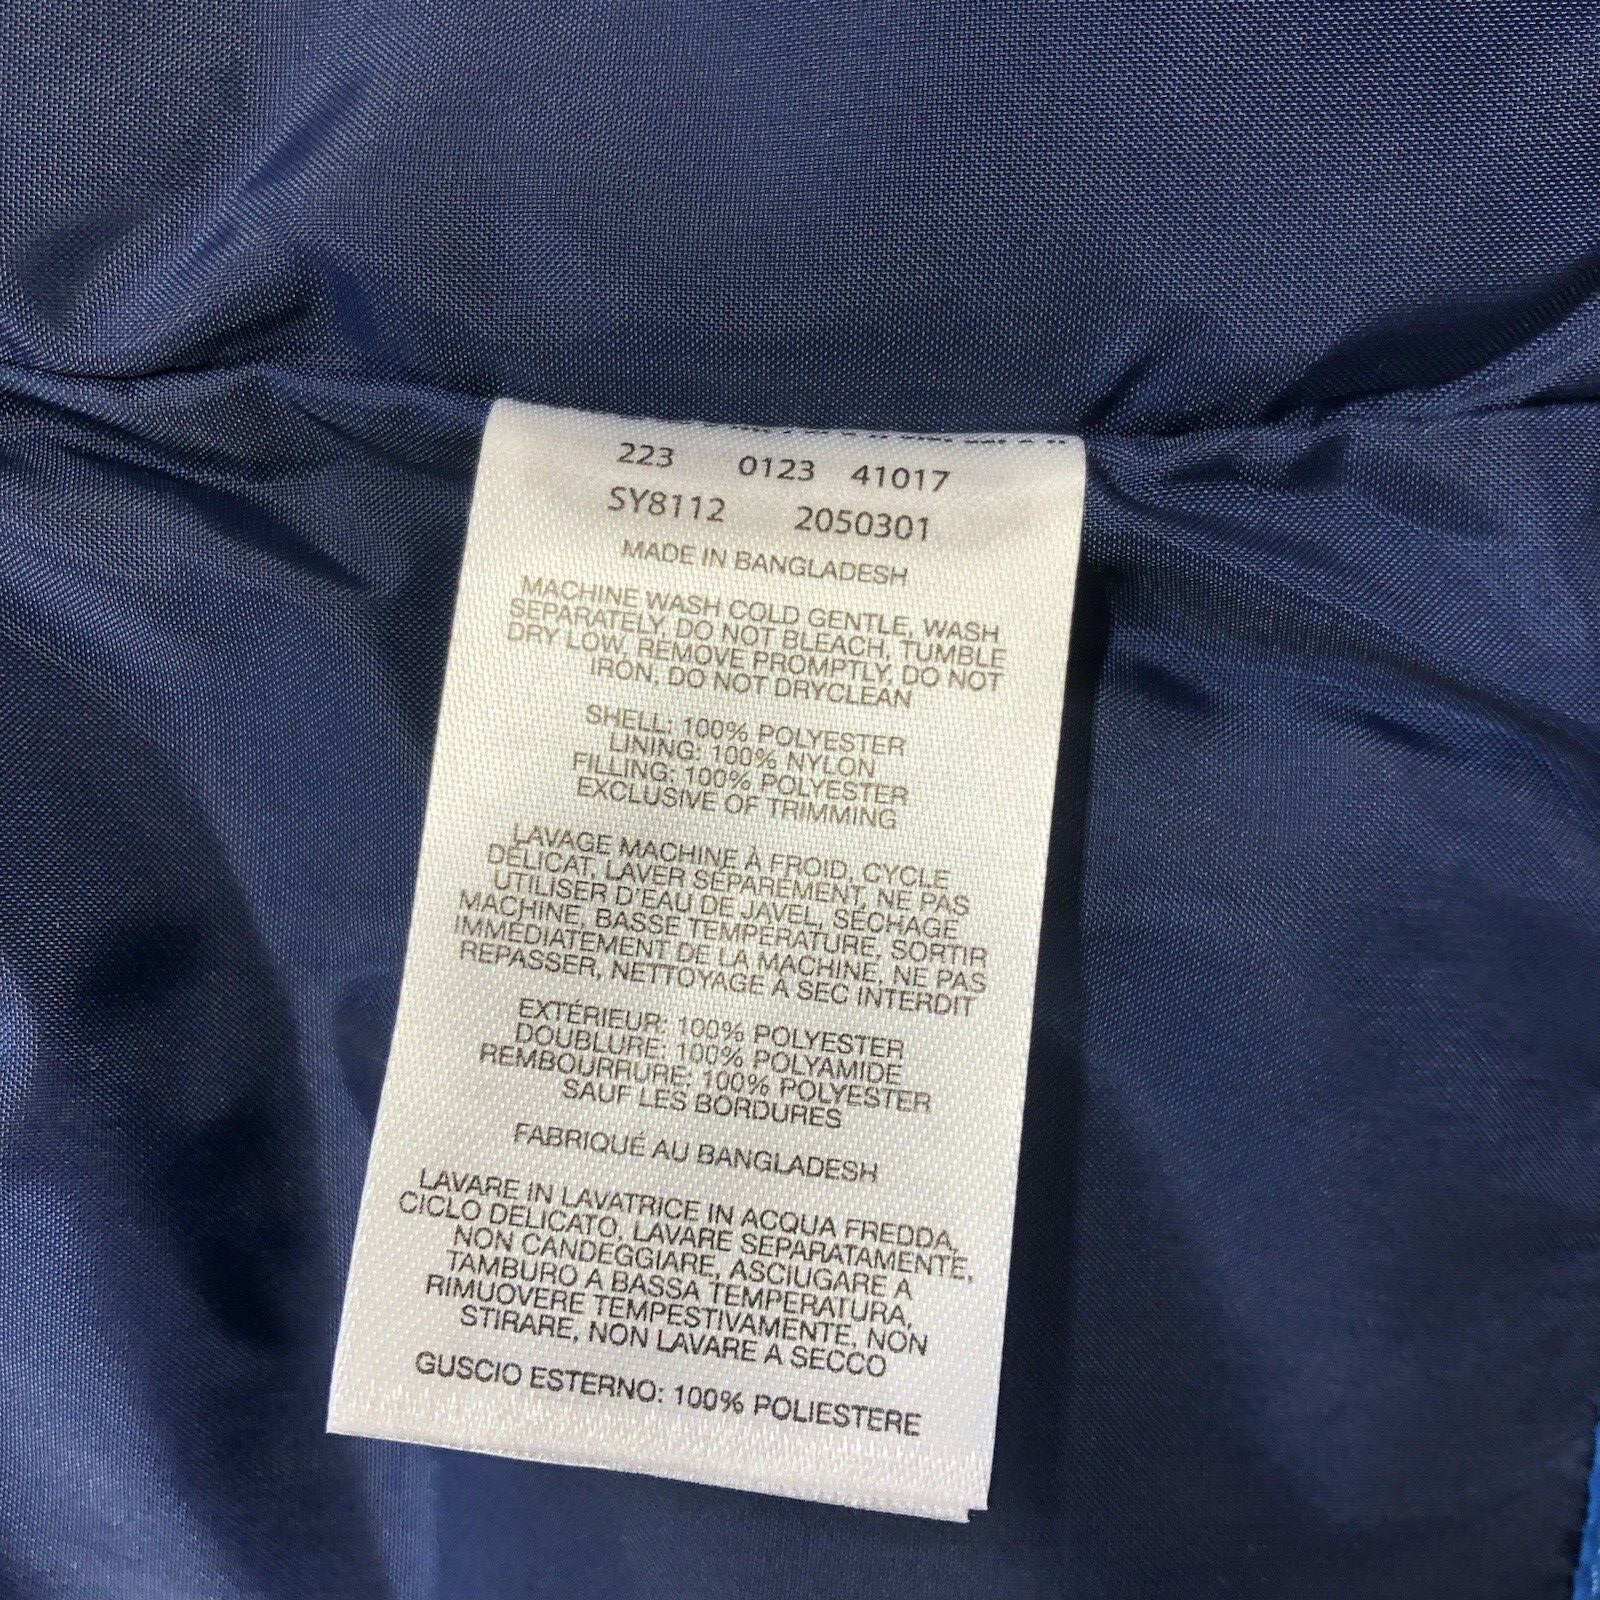 223 0123 41017
SY8112 2050301
MADE IN BANGLADESH
MACHINE WASH COLD GENTLE, WASH
SEPARATELY, DO NOT BLEACH, TUMBLE
DRY LOW, REMOVE PROMPTLY, DO NOT
IRON, DO NOT DRYCLEAN
SHELL: 100% POLYESTER
LINING: 100% NYLON
FILLING: 100% POLYESTER
EXCLUSIVE OF TRIMMING
LAVAGE MACHINE À FROID, CYCLE
DÉLICAT, LAVER SÉPARÉMENT, NE PAS
UTILISER D'EAU DE JAVEL, SÉCHAGE
MACHINE, BASSE TEMPÉRATURE, SORTIR
IMMÉDIATEMENT DE LA MACHINE, NE PAS
REPASSER, NETTOYAGE À SEC INTERDIT
EXTÉRIEUR: 100% POLYESTER
DOUBLURE: 100% POLYAMIDE
REMBOURRURE: 100% POLYESTER
SAUF LES BORDURES
FABRIQUÉ AU BANGLADESH
LAVARE IN LAVATRICE IN ACQUA FREDDA,
CICLO DELICATO, LAVARE SEPARATAMENTE,
NON CANDEGGIARE, ASCIUGARE A
TAMBURO A BASSA TEMPERATURA,
RIMUOVERE TEMPESTIVAMENTE, NON
STIRARE, NON LAVARE A SECCO
GUSCIO ESTERNO: 100% POLIESTERE